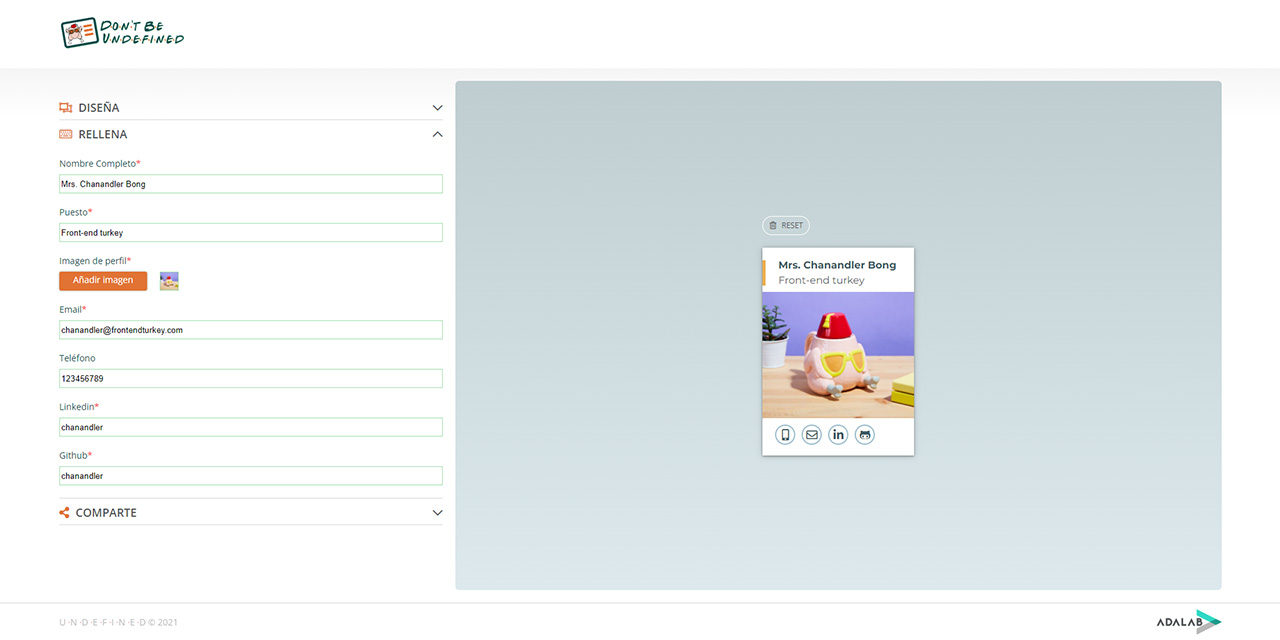 DON'T BE
UNDEFINED
DISEÑA
RELLENA
Nombre Completo*
Mrs. Chanandler Bong
Puesto*
Front-end turkey
Imagen de perfil*
Añadir imagen
Email*
chanandler@frontendturkey.com
Teléfono
123456789
Linkedin*
chanandler
Github*
chanandler
COMPARTE
RESET
Mrs. Chanandler Bong
Front-end turkey
in
U·N·D·E·F·I·N·E·D © 2021
ADALAB